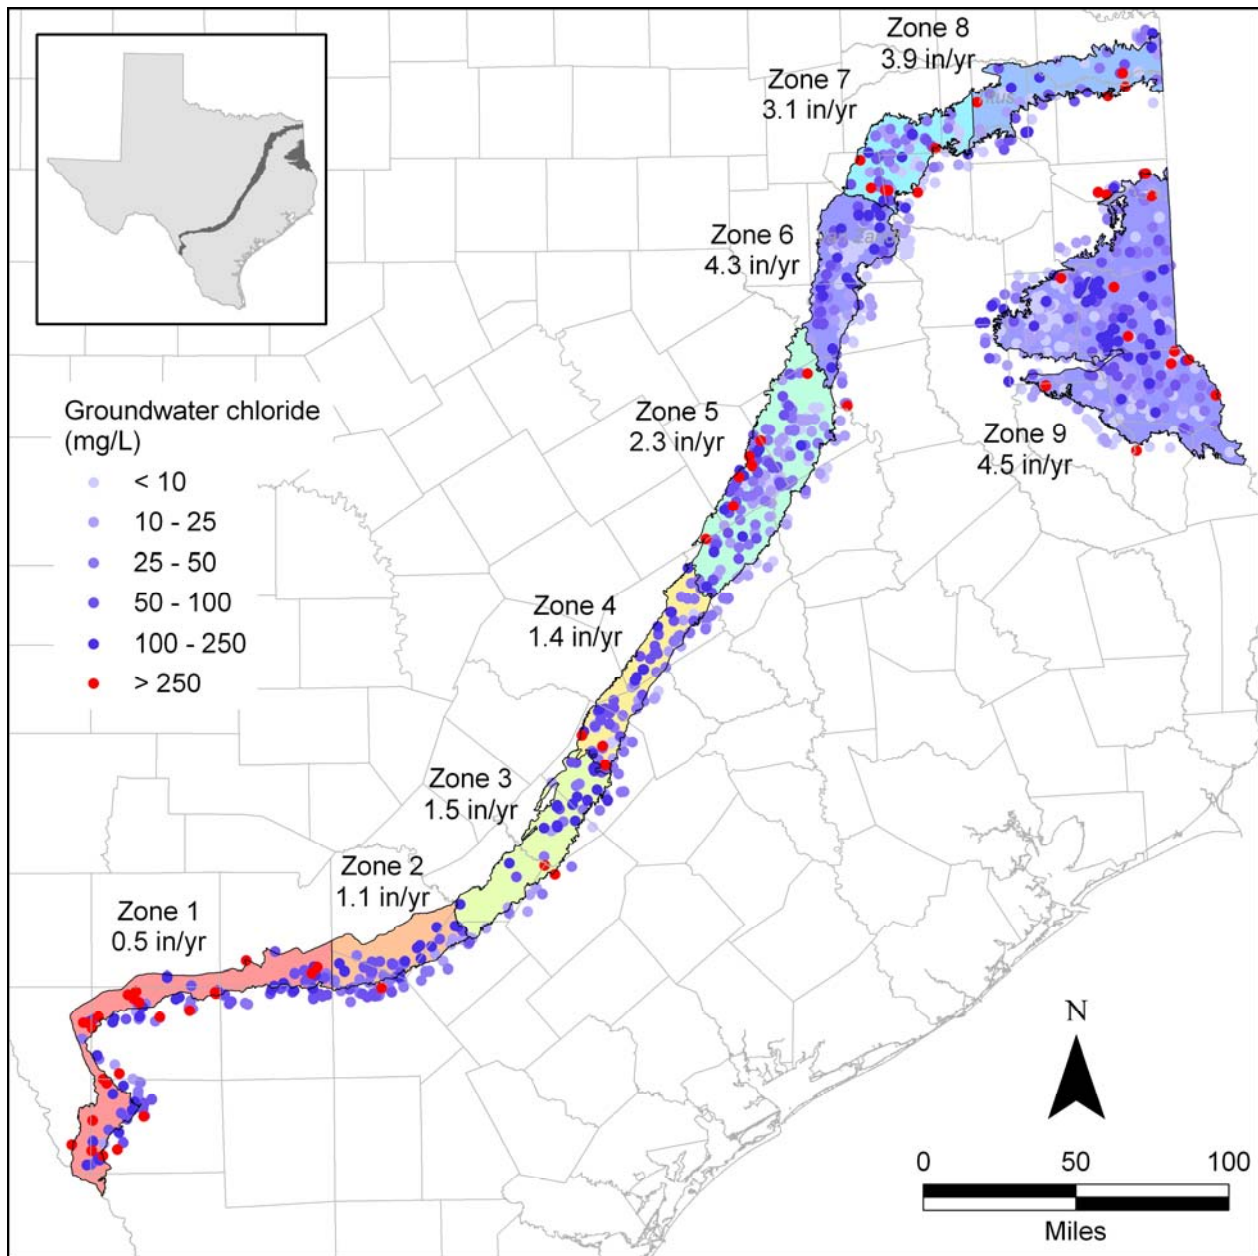 Zone 8
3.9 in/yr
Zone 7
3.1 in/yr
Zone 6
4.3 in/yr
Zone 5
2.3 in/yr
Zone 9
4.5 in/yr
Groundwater chloride
(mg/L)
< 10
10 - 25
25 - 50
50 - 100
100 - 250
> 250
Zone 4
1.4 in/yr
Zone 3
1.5 in/yr
Zone 2
1.1 in/yr
Zone 1
0.5 in/yr
N
0 50 100
Miles